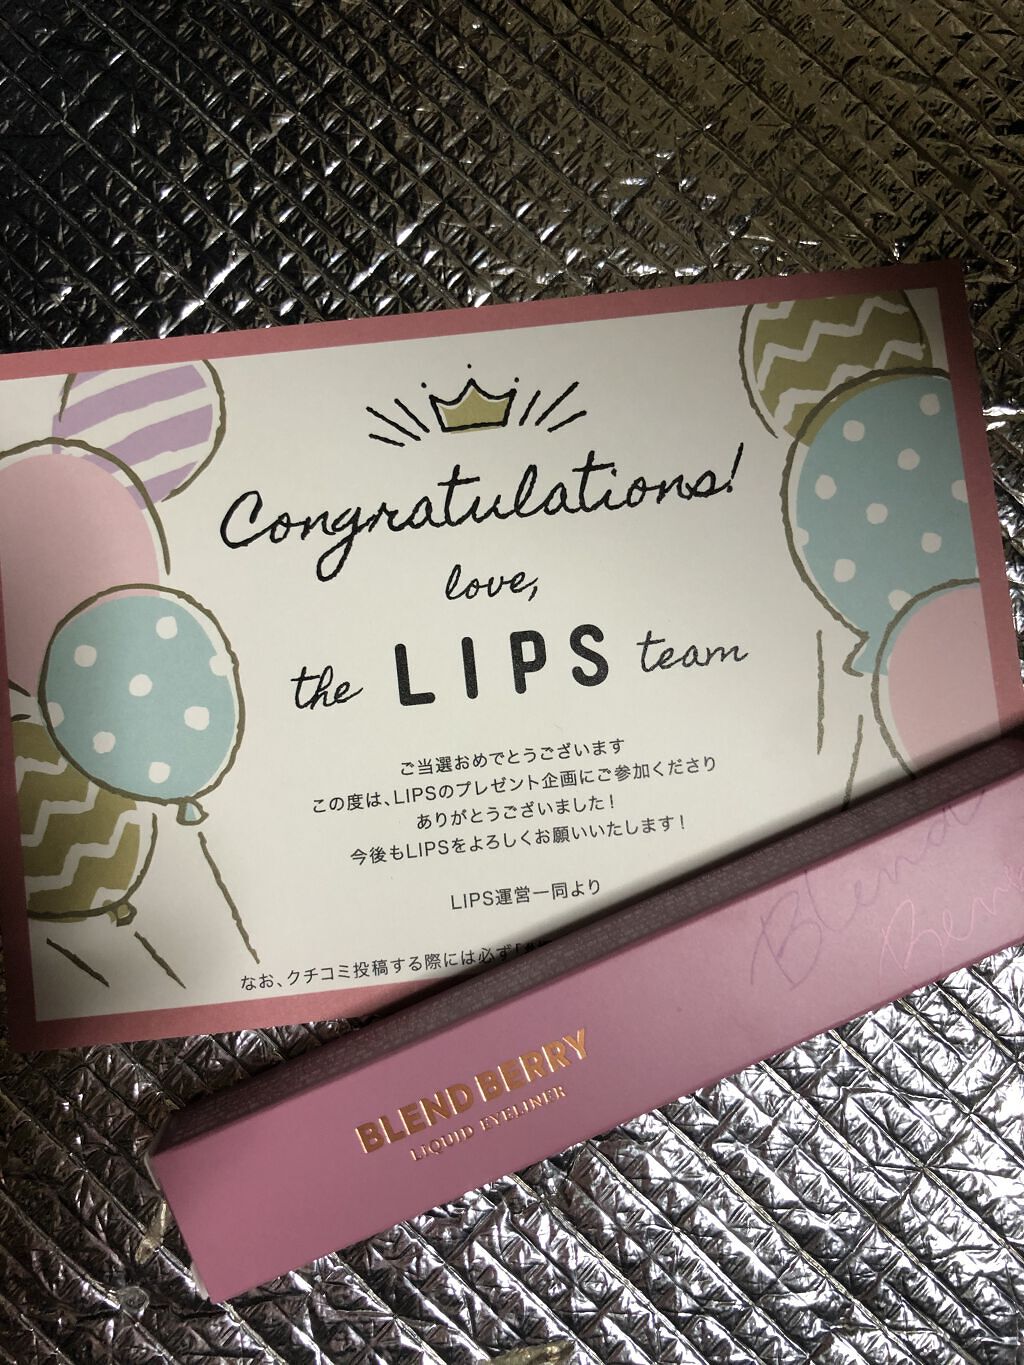 Congratulations!
love,
the LIPS team
ご当選おめでとうございます
この度は、LIPSのプレゼント企画にご参加くださり
ありがとうございました！
今後もLIPSをよろしくお願いいたします！
LIPS運営一同より
なお、クチコミ投稿する際には必ず
Blend
BLEND BERRY
LIQUID EYELINER